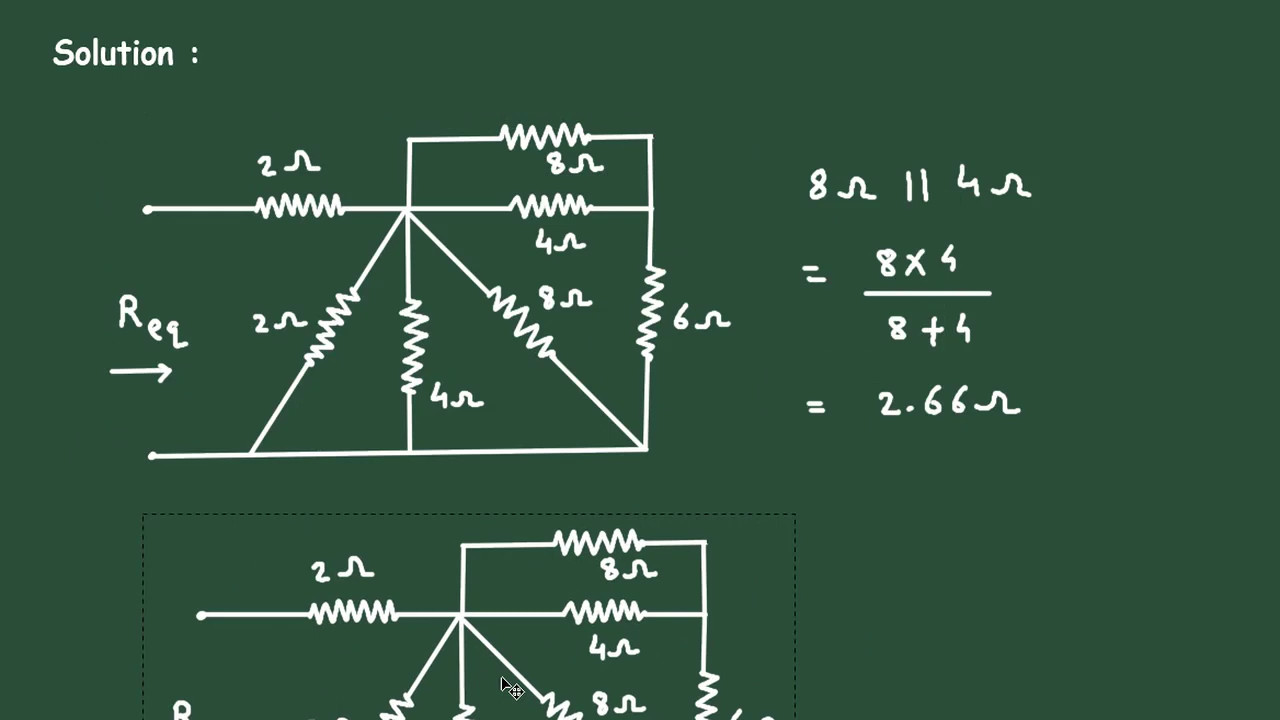 Solution :
2Ω
8Ω
8Ω || 4Ω
4Ω
= 8×4
8+4
8Ω
Req
2Ω
6Ω
4Ω
= 2.66Ω
2Ω
8Ω
4Ω
8Ω
R